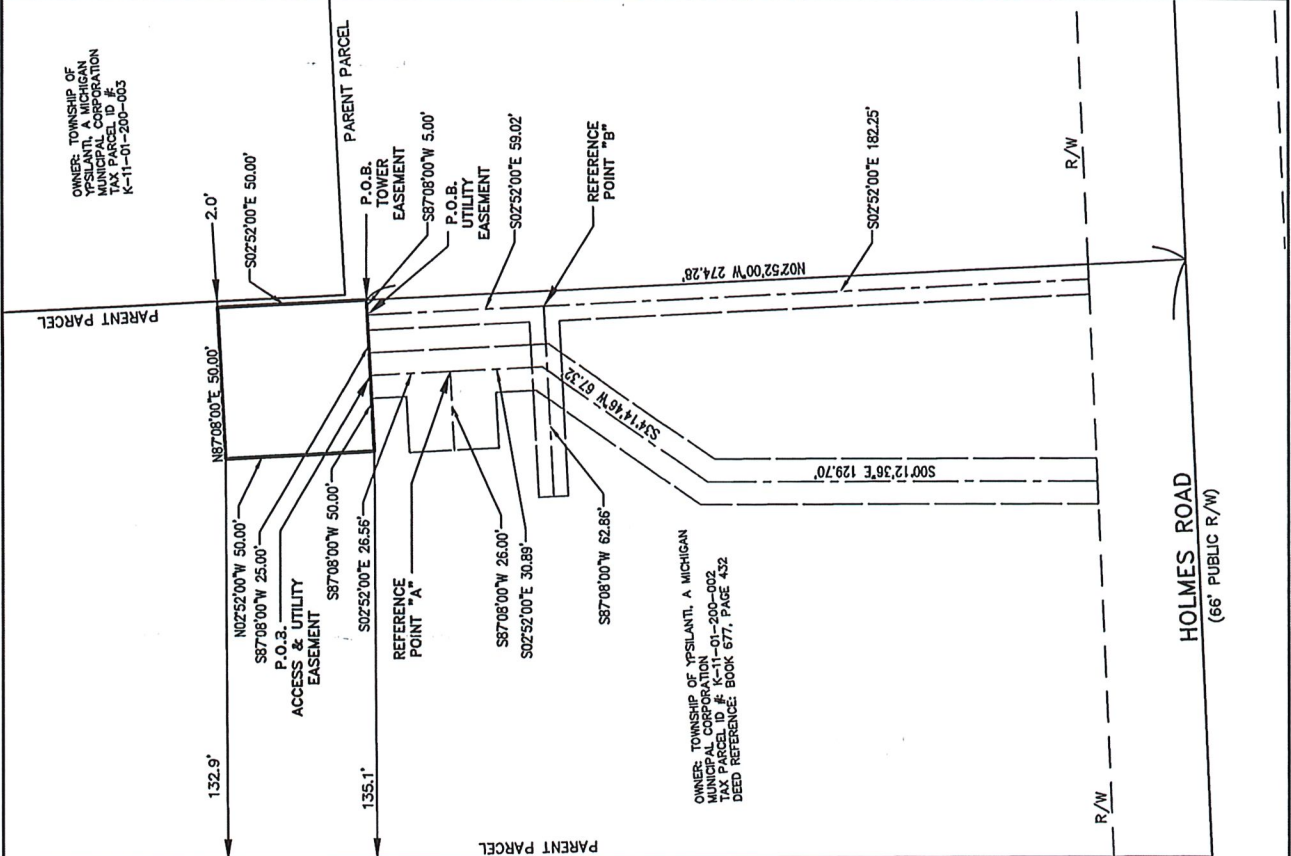 OWNER: TOWNSHIP OF
YPSILANTI, A MICHIGAN
MUNICIPAL CORPORATION
TAX PARCEL ID #:
K-11-01-200-003
PARENT PARCEL
2.0'
S02°52'00"E 50.00'
PARENT PARCEL
N87°08'00"E 50.00'
P.O.B.
TOWER
EASEMENT
S87°08'00"W 5.00'
P.O.B.
UTILITY
EASEMENT
S02°52'00"E 59.02'
REFERENCE
POINT "B"
S02°52'00"E 182.25'
N02°52'00"W 274.28'
132.9'
N02°52'00"W 50.00'
S87°08'00"W 25.00'
P.O.B.
ACCESS & UTILITY
EASEMENT
S87°08'00"W 50.00'
S02°52'00"E 26.56'
135.1'
REFERENCE
POINT "A"
S87°08'00"W 26.00'
S02°52'00"E 30.89'
S87°08'00"W 62.86'
S34°14'46"W 67.32'
S00°12'36"E 129.70'
OWNER: TOWNSHIP OF YPSILANTI, A MICHIGAN
MUNICIPAL CORPORATION
TAX PARCEL ID #: K-11-01-200-002
DEED REFERENCE: BOOK 677, PAGE 432
PARENT PARCEL
R/W
R/W
HOLMES ROAD
(66' PUBLIC R/W)